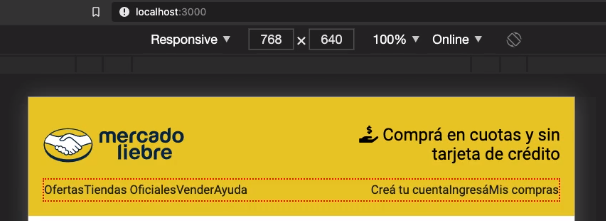 localhost:3000
Responsive ▼ 768 × 640 100% ▼ Online ▼
mercado
liebre
Comprá en cuotas y sin
tarjeta de crédito
OfertasTiendas OficialesVenderAyuda
Creá tu cuentaIngresáMis compras